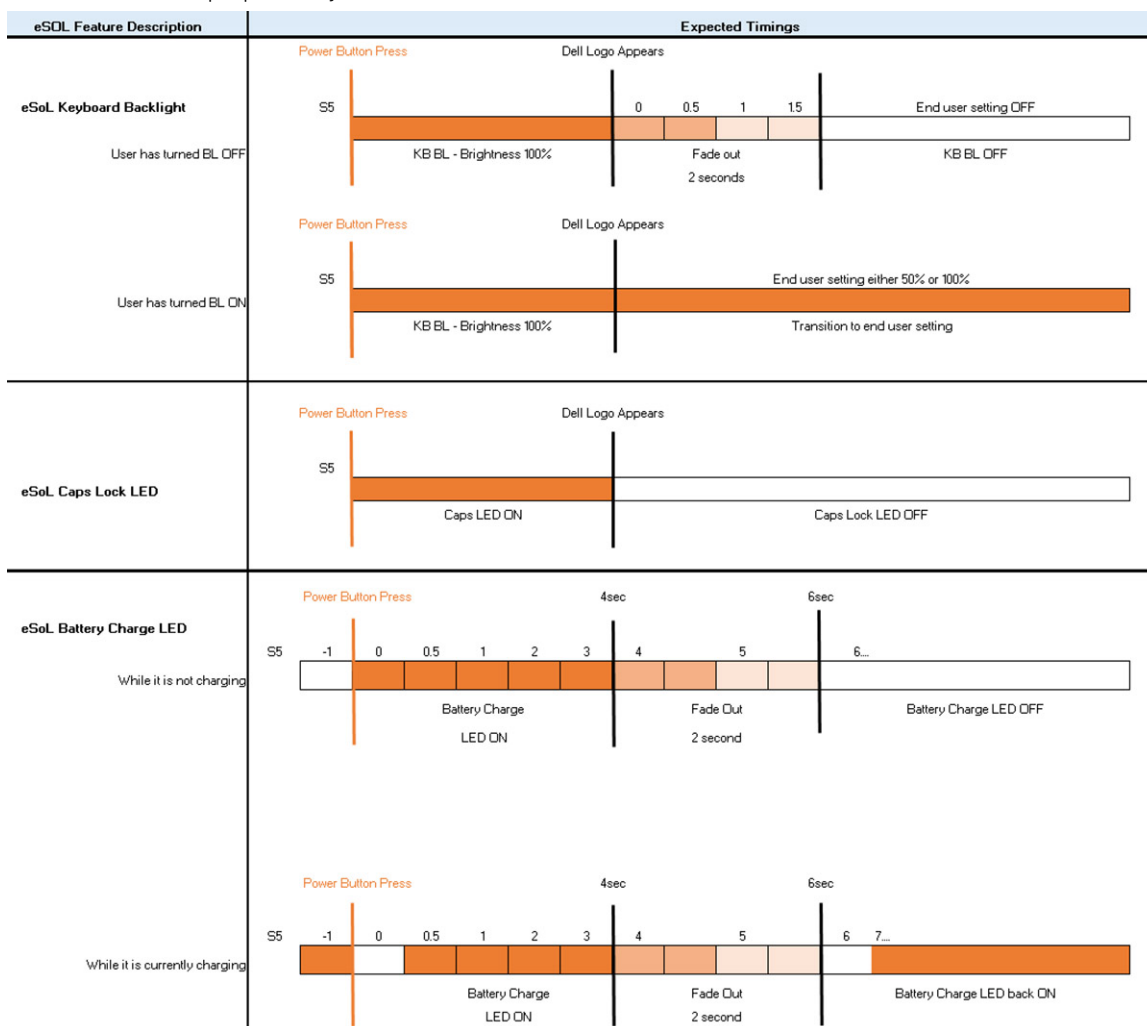 eSOL Feature Description Expected Timings
Power Button Press Dell Logo Appears
eSoL Keyboard Backlight S5 0 0.5 1 1.5 End user setting OFF
User has turned BL OFF KB BL - Brightness 100% Fade out KB BL OFF
2 seconds
Power Button Press Dell Logo Appears
S5 End user setting either 50% or 100%
User has turned BL ON
KB BL - Brightness 100% Transition to end user setting
Power Button Press Dell Logo Appears
S5
eSoL Caps Lock LED
Caps LED ON Caps Lock LED OFF
Power Button Press 4sec 6sec
eSoL Battery Charge LED
S5 -1 0 0.5 1 2 3 4 5 6...
While it is not charging
Battery Charge Fade Out Battery Charge LED OFF
LED ON 2 second
Power Button Press 4sec 6sec
S5 -1 0 0.5 1 2 3 4 5 6 7...
While it is currently charging
Battery Charge Fade Out Battery Charge LED back ON
LED ON 2 second